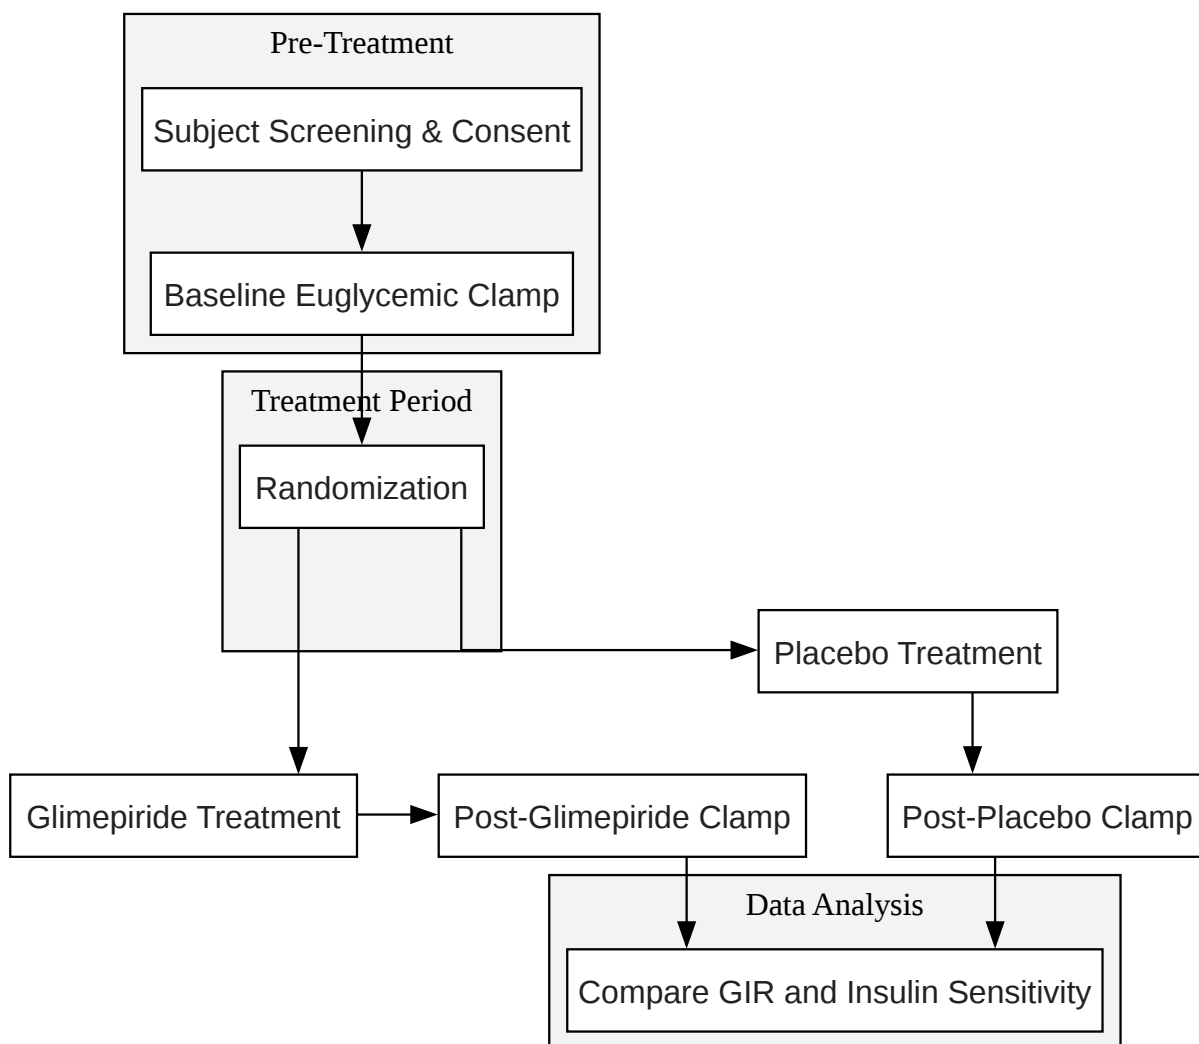 Pre-Treatment
Subject Screening & Consent
Baseline Euglycemic Clamp
Treatment Period
Randomization
Placebo Treatment
Glimepiride Treatment
Post-Glimepiride Clamp
Post-Placebo Clamp
Data Analysis
Compare GIR and Insulin Sensitivity